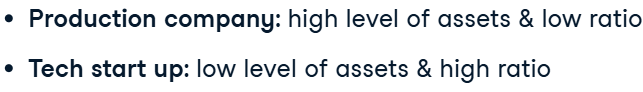 • Production company: high level of assets & low ratio
• Tech start up: low level of assets & high ratio